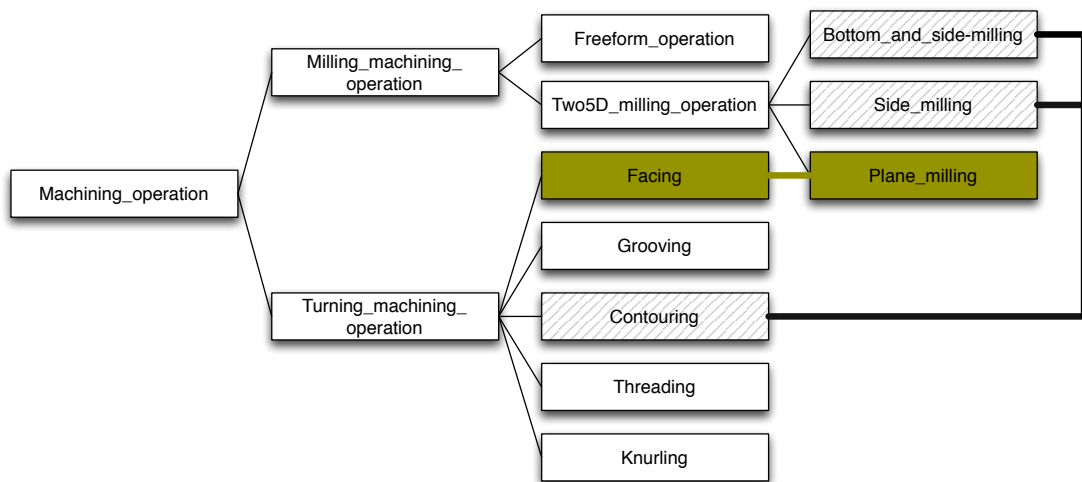 Machining_operation
Milling_machining_
operation
Turning_machining_
operation
Freeform_operation
Two5D_milling_operation
Facing
Grooving
Contouring
Threading
Knurling
Bottom_and_side-milling
Side_milling
Plane_milling